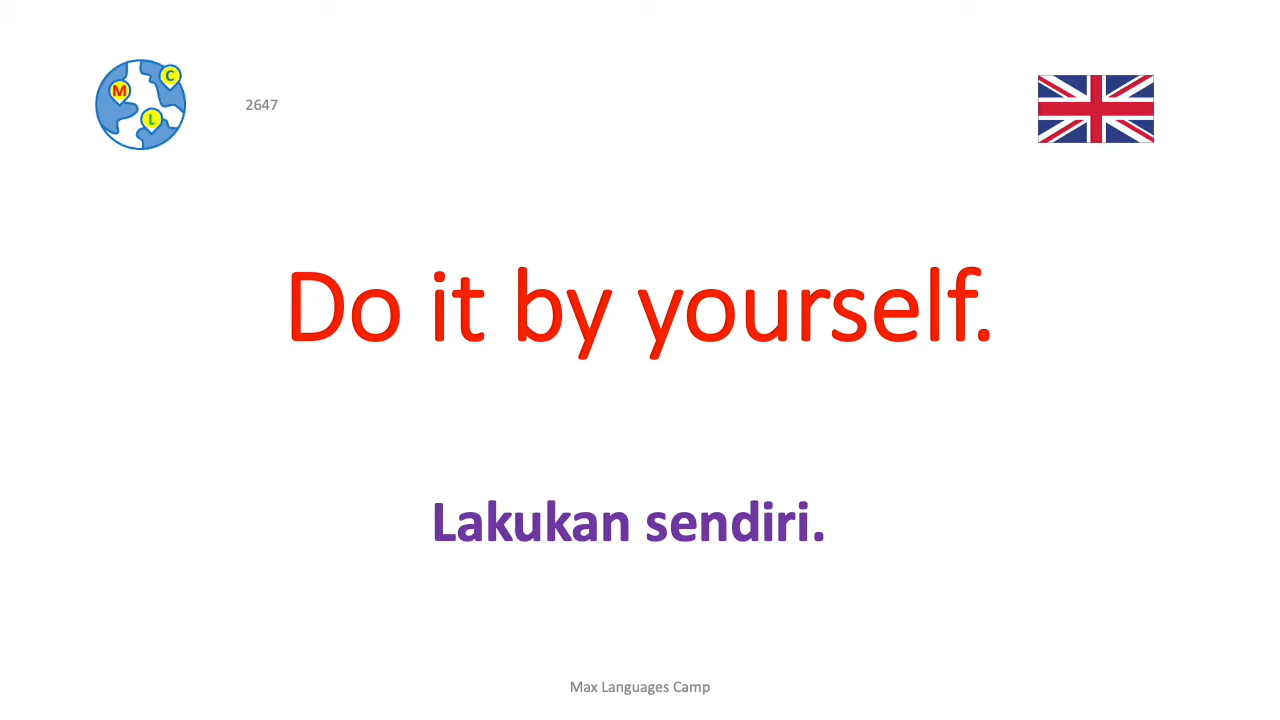 M
C
L
2647
Do it by yourself.
Lakukan sendiri.
Max Languages Camp